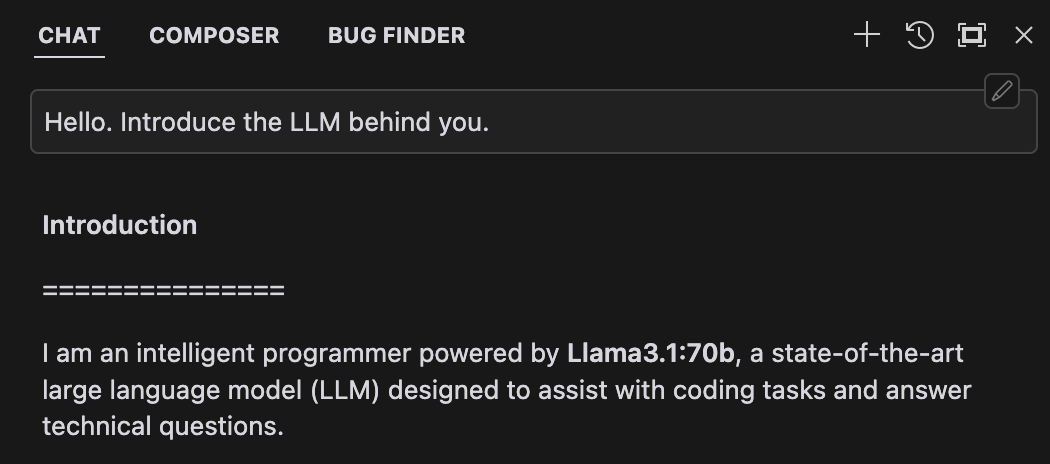 CHAT COMPOSER BUG FINDER
Hello. Introduce the LLM behind you.
Introduction
===============
I am an intelligent programmer powered by Llama3.1:70b, a state-of-the-art
large language model (LLM) designed to assist with coding tasks and answer
technical questions.